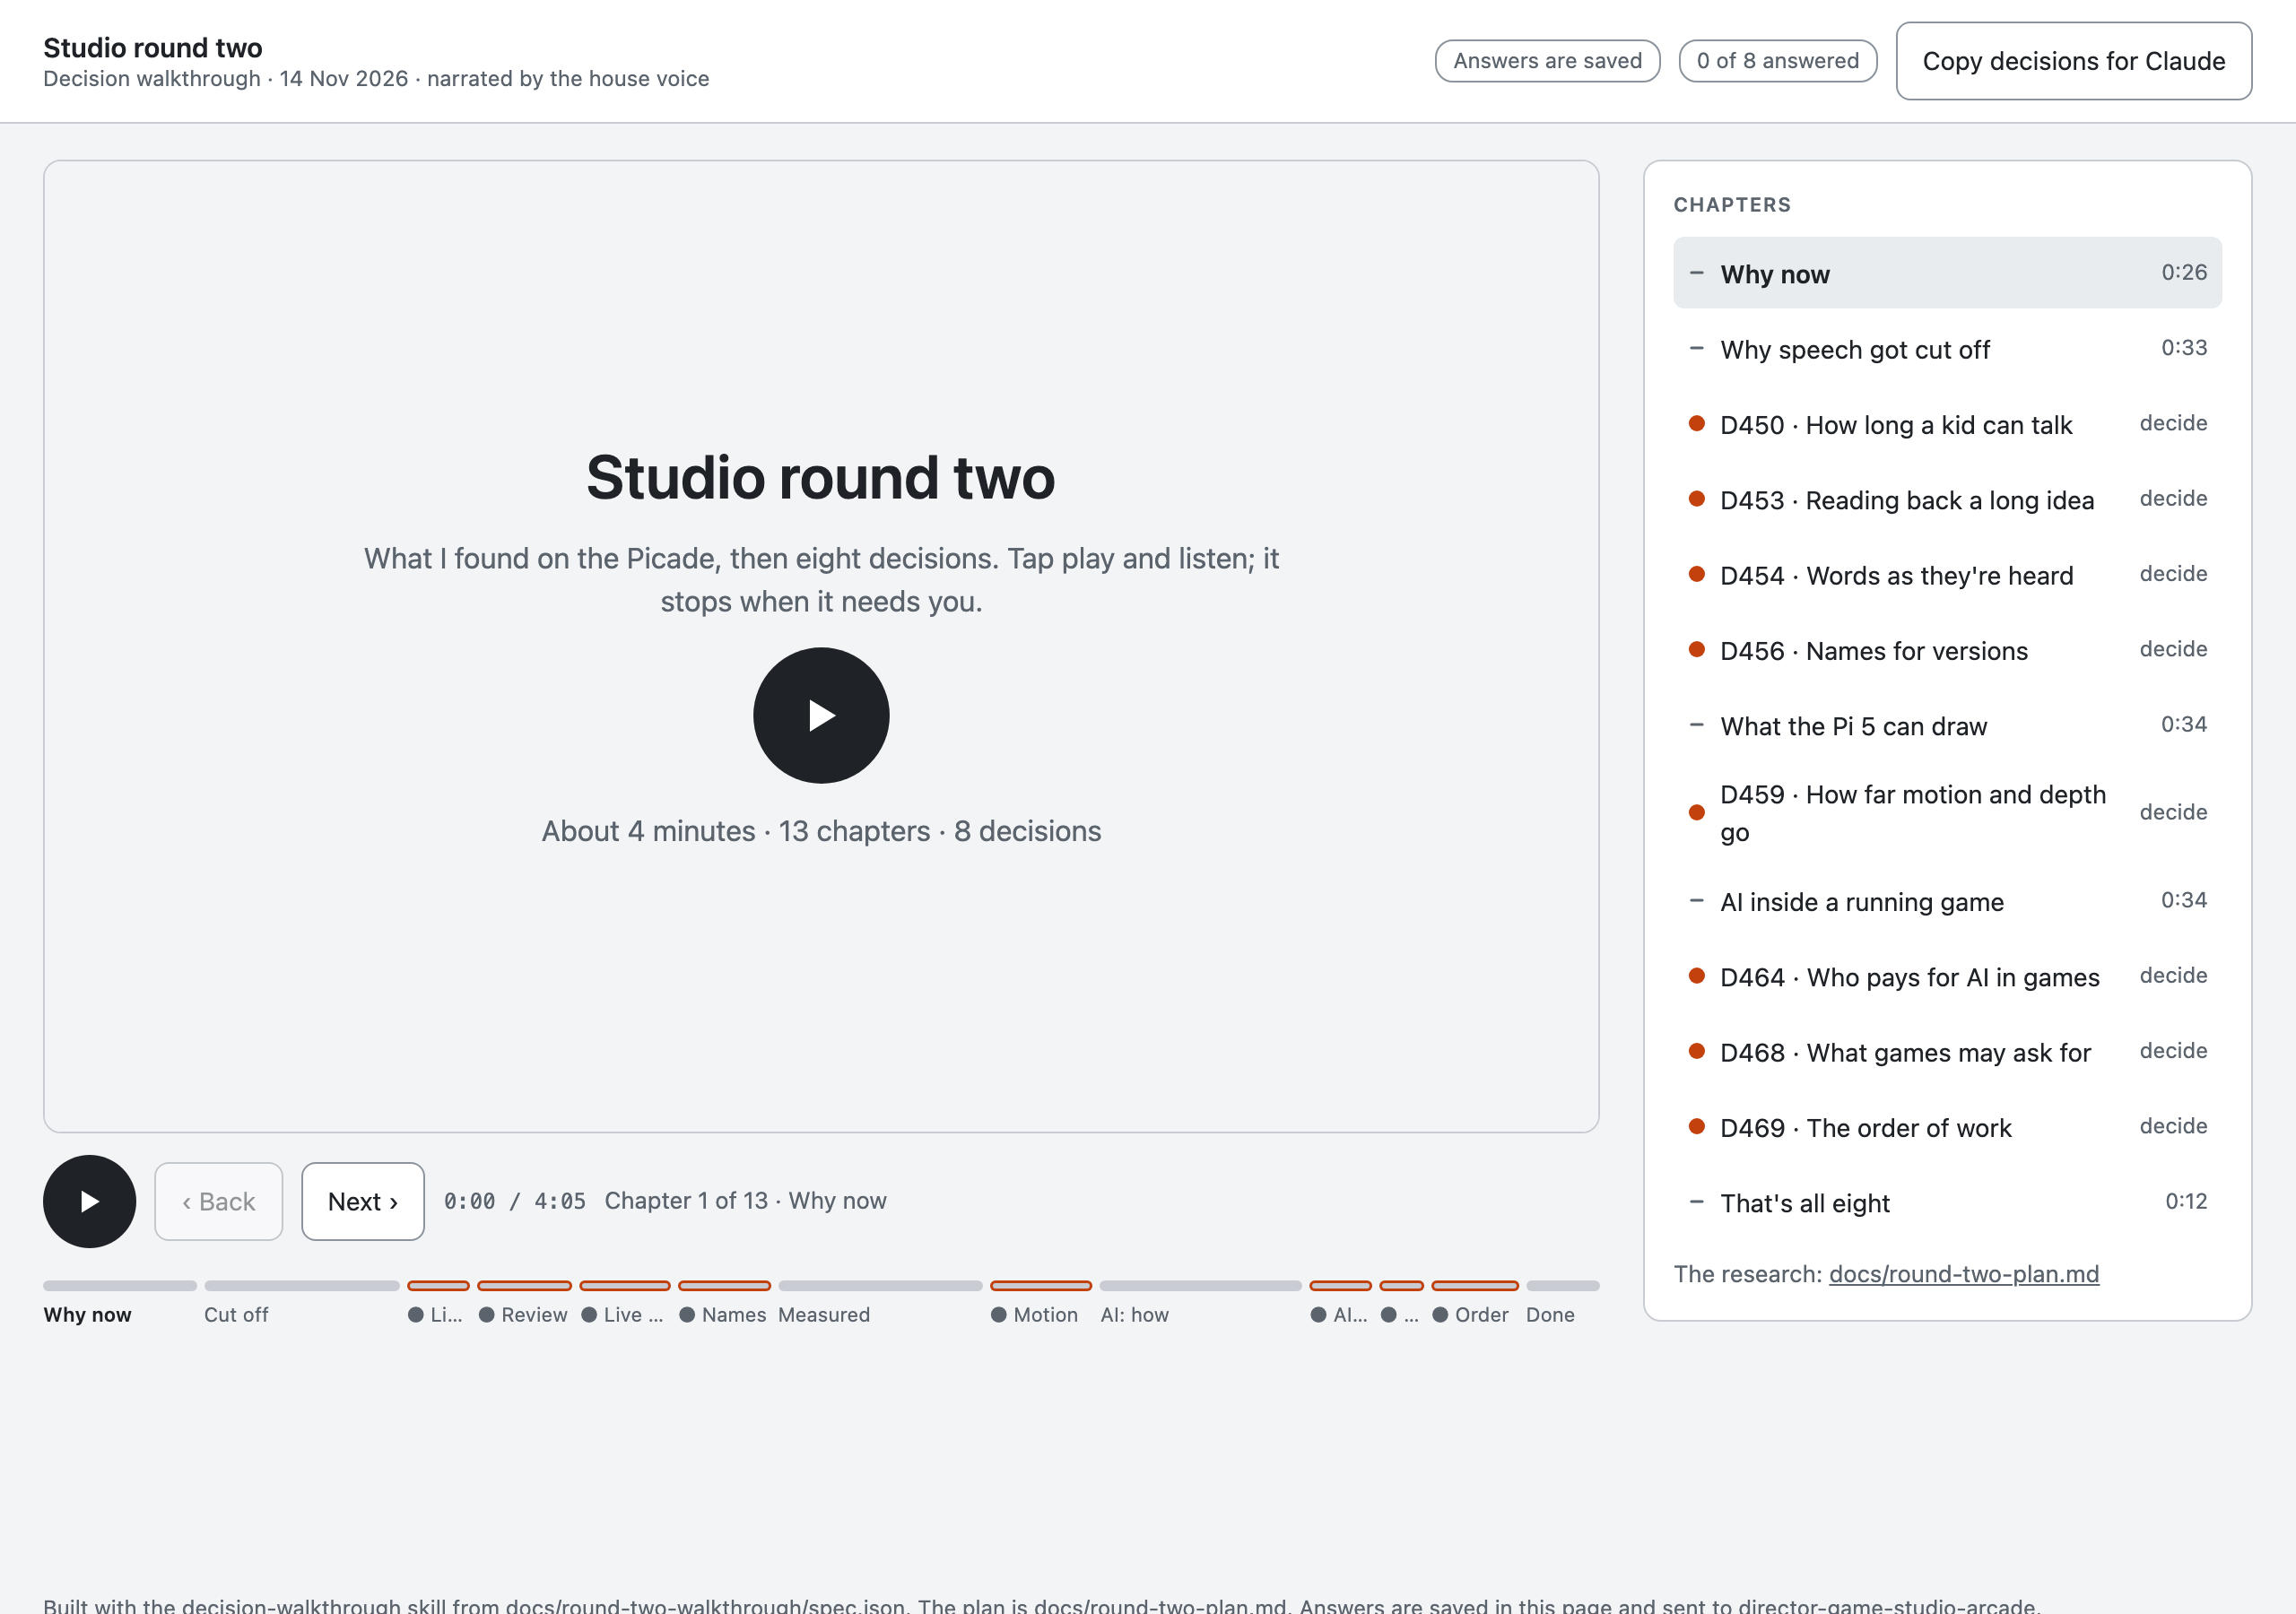 Studio round two
Decision walkthrough · 14 Nov 2026 · narrated by the house voice
Answers are saved
0 of 8 answered
Copy decisions for Claude
Studio round two
What I found on the Picade, then eight decisions. Tap play and listen; it
stops when it needs you.
About 4 minutes · 13 chapters · 8 decisions
‹ Back
Next ›
0:00 / 4:05
Chapter 1 of 13 · Why now
Why now
Cut off
Li...
Review
Live ...
Names
Measured
Motion
AI: how
AI...
...
Order
Done
CHAPTERS
– Why now 0:26
– Why speech got cut off 0:33
D450 · How long a kid can talk decide
D453 · Reading back a long idea decide
D454 · Words as they're heard decide
D456 · Names for versions decide
– What the Pi 5 can draw 0:34
D459 · How far motion and depth
go decide
– AI inside a running game 0:34
D464 · Who pays for AI in games decide
D468 · What games may ask for decide
D469 · The order of work decide
– That's all eight 0:12
The research: docs/round-two-plan.md
Built with the decision-walkthrough skill from docs/round-two-walkthrough/spec.json. The plan is docs/round-two-plan.md. Answers are saved in this page and sent to director-game-studio-arcade.